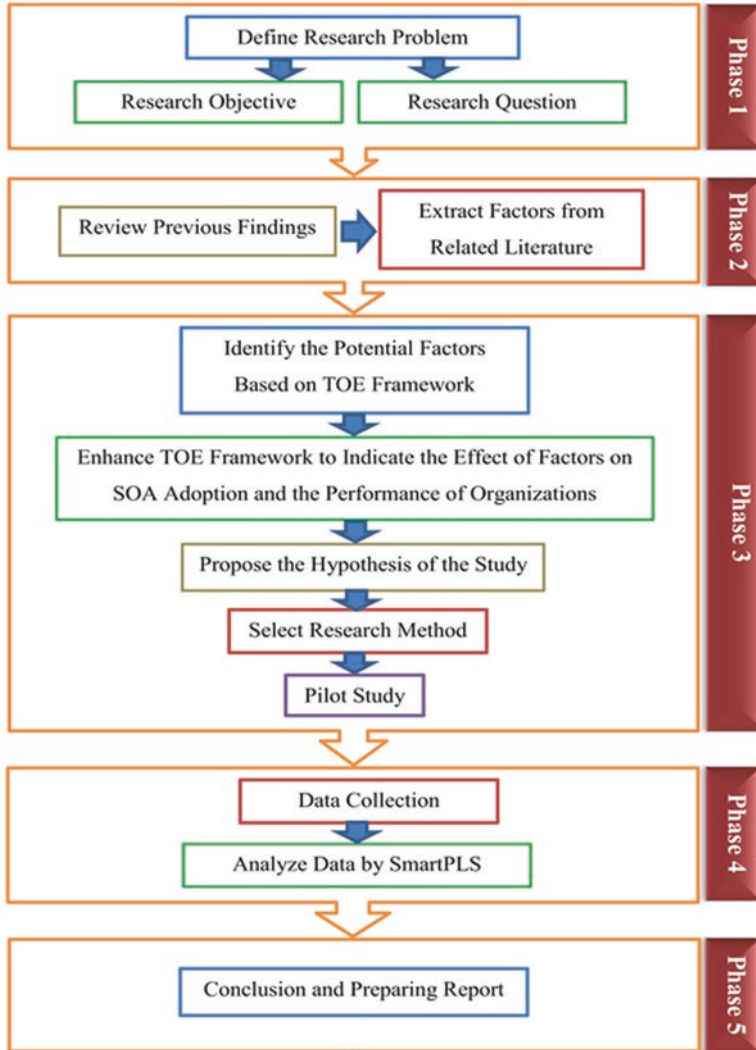 Phase 1
Define Research Problem
Research Objective
Research Question
Phase 2
Review Previous Findings
Extract Factors from
Related Literature
Phase 3
Identify the Potential Factors
Based on TOE Framework
Enhance TOE Framework to Indicate the Effect of Factors on
SOA Adoption and the Performance of Organizations
Propose the Hypothesis of the Study
Select Research Method
Pilot Study
Phase 4
Data Collection
Analyze Data by SmartPLS
Phase 5
Conclusion and Preparing Report